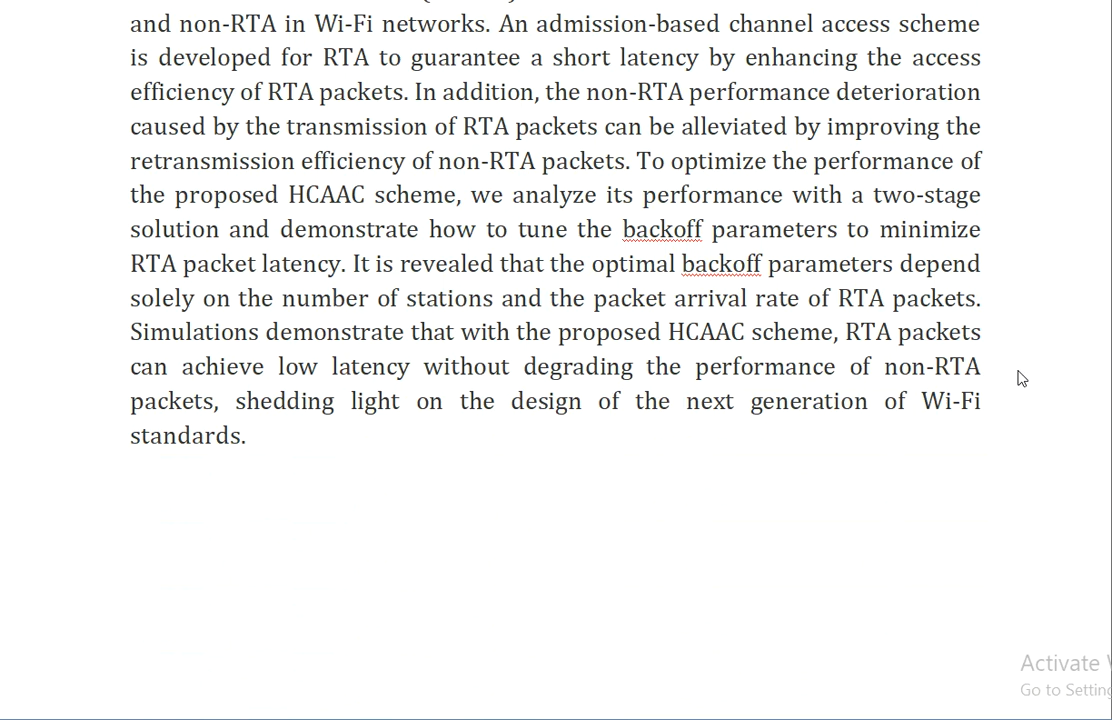 and non-RTA in Wi-Fi networks. An admission-based channel access scheme
is developed for RTA to guarantee a short latency by enhancing the access
efficiency of RTA packets. In addition, the non-RTA performance deterioration
caused by the transmission of RTA packets can be alleviated by improving the
retransmission efficiency of non-RTA packets. To optimize the performance of
the proposed HCAAC scheme, we analyze its performance with a two-stage
solution and demonstrate how to tune the backoff parameters to minimize
RTA packet latency. It is revealed that the optimal backoff parameters depend
solely on the number of stations and the packet arrival rate of RTA packets.
Simulations demonstrate that with the proposed HCAAC scheme, RTA packets
can achieve low latency without degrading the performance of non-RTA
packets, shedding light on the design of the next generation of Wi-Fi
standards.
Activate
Go to Setting